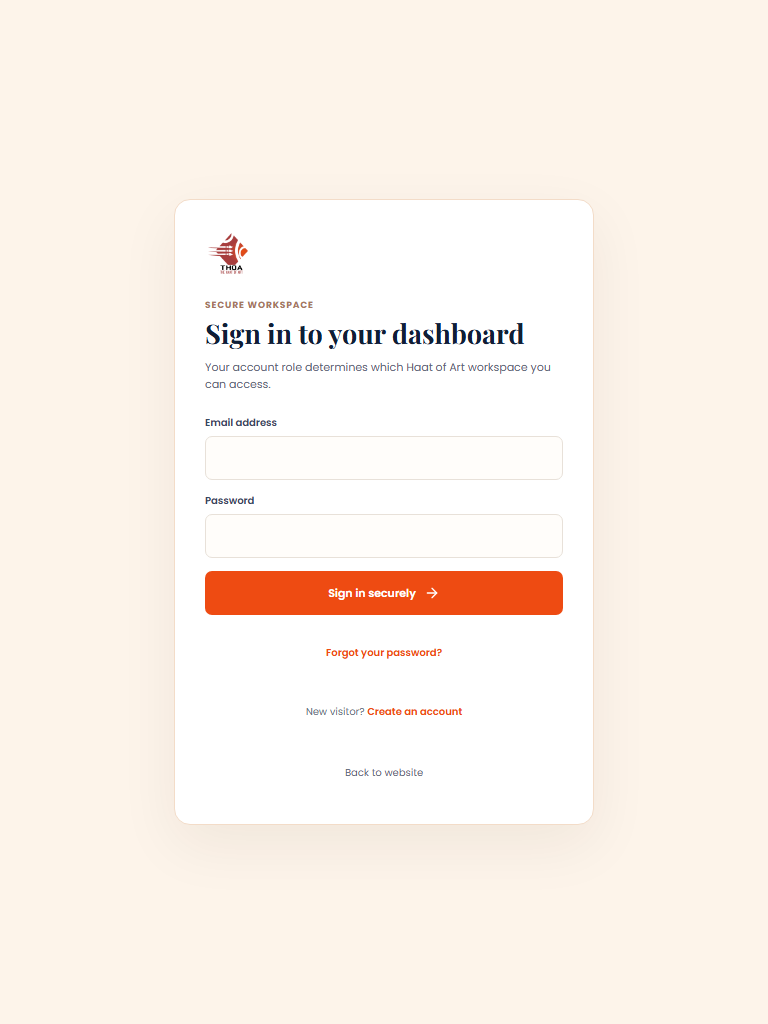 THOA
SECURE WORKSPACE
Sign in to your dashboard
Your account role determines which Haat of Art workspace you
can access.
Email address
Password
Sign in securely
Forgot your password?
New visitor? Create an account
Back to website